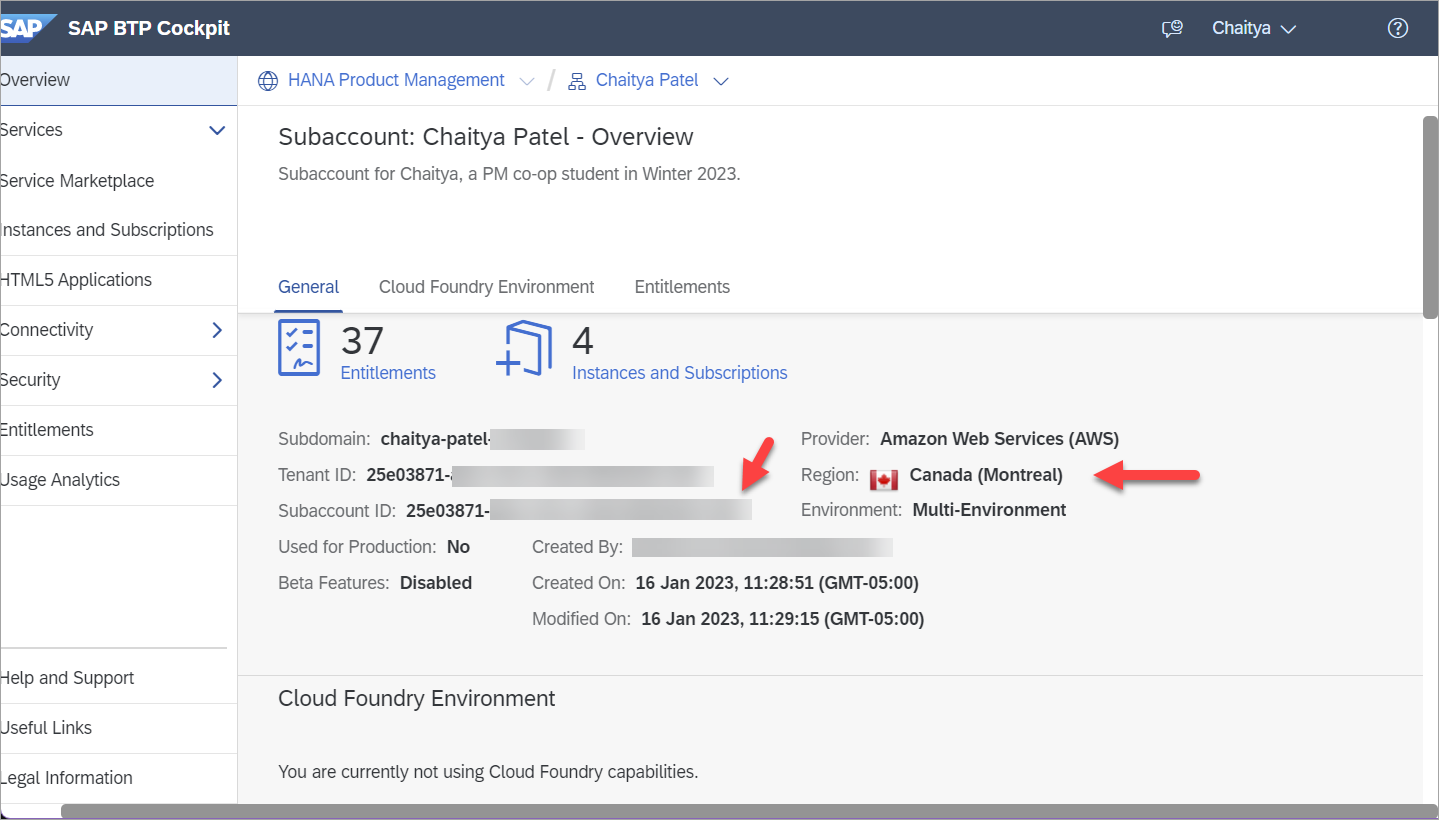 SAP SAP BTP Cockpit Chaitya
Overview
HANA Product Management / Chaitya Patel
Services
Service Marketplace
Instances and Subscriptions
HTML5 Applications
Connectivity
Security
Entitlements
Usage Analytics
Help and Support
Useful Links
Legal Information
Subaccount: Chaitya Patel - Overview
Subaccount for Chaitya, a PM co-op student in Winter 2023.
General Cloud Foundry Environment Entitlements
37 Entitlements
4 Instances and Subscriptions
Subdomain: chaitya-patel-
Tenant ID: 25e03871-
Subaccount ID: 25e03871-
Provider: Amazon Web Services (AWS)
Region: Canada (Montreal)
Environment: Multi-Environment
Used for Production: No
Beta Features: Disabled
Created By:
Created On: 16 Jan 2023, 11:28:51 (GMT-05:00)
Modified On: 16 Jan 2023, 11:29:15 (GMT-05:00)
Cloud Foundry Environment
You are currently not using Cloud Foundry capabilities.